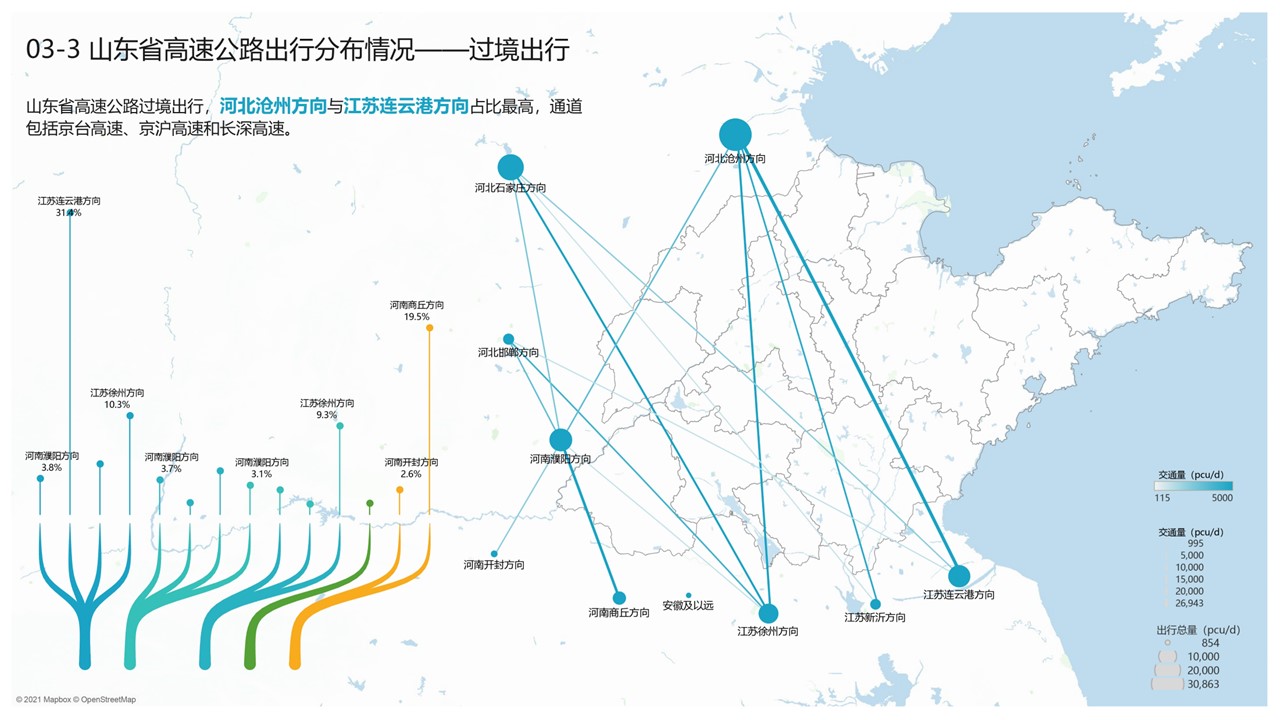 03-3 山东省高速公路出行分布情况——过境出行
山东省高速公路过境出行，河北沧州方向与江苏连云港方向占比最高，通道
包括京台高速、京沪高速和长深高速。
江苏连云港方向
31.4%
河南商丘方向
19.5%
江苏徐州方向
10.3%
江苏徐州方向
9.3%
河南濮阳方向
3.8%
河南濮阳方向
3.7%
河南濮阳方向
3.1%
河南开封方向
2.6%
河北沧州方向
河北石家庄方向
河北邯郸方向
河南濮阳方向
河南开封方向
河南商丘方向
安徽及以远
江苏徐州方向
江苏新沂方向
江苏连云港方向
交通量（pcu/d）
115 5000
交通量（pcu/d）
995
5,000
10,000
15,000
20,000
26,943
出行总量（pcu/d）
854
10,000
20,000
30,863
© 2021 Mapbox © OpenStreetMap